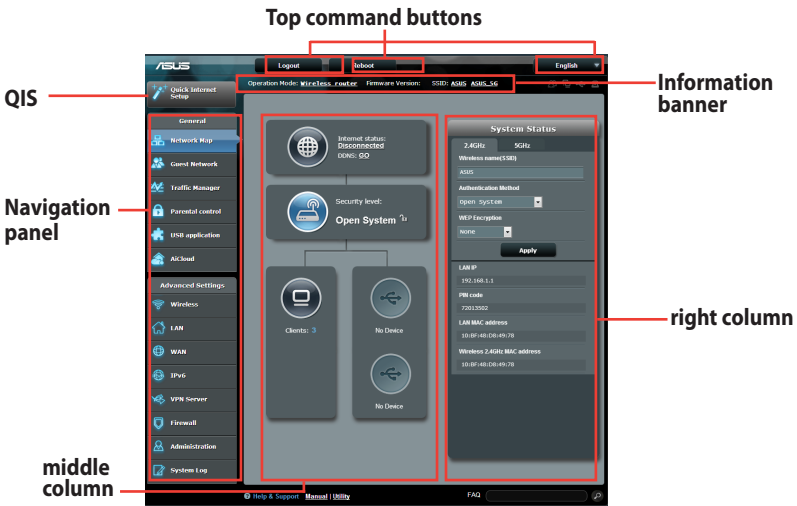 Top command buttons
ASUS
Logout
Reboot
English
Operation Mode: Wireless router Firmware Version: SSID: ASUS ASUS_5G
Information
banner
QIS
Quick Internet
Setup
General
Network Map
Guest Network
Traffic Manager
Parental control
USB application
AiCloud
Navigation
panel
Advanced Settings
Wireless
LAN
WAN
IPv6
VPN Server
Firewall
Administration
System Log
Internet status:
Disconnected
DDNS: GO
Security level:
Open System
Clients: 3
No Device
No Device
System Status
2.4GHz 5GHz
Wireless name(SSID)
ASUS
Authentication Method
Open System
WEP Encryption
None
Apply
LAN IP
192.168.1.1
PIN code
72013502
LAN MAC address
10:BF:48:D8:49:78
Wireless 2.4GHz MAC address
10:BF:48:D8:49:78
right column
middle
column
Help & Support Manual | Utility
FAQ